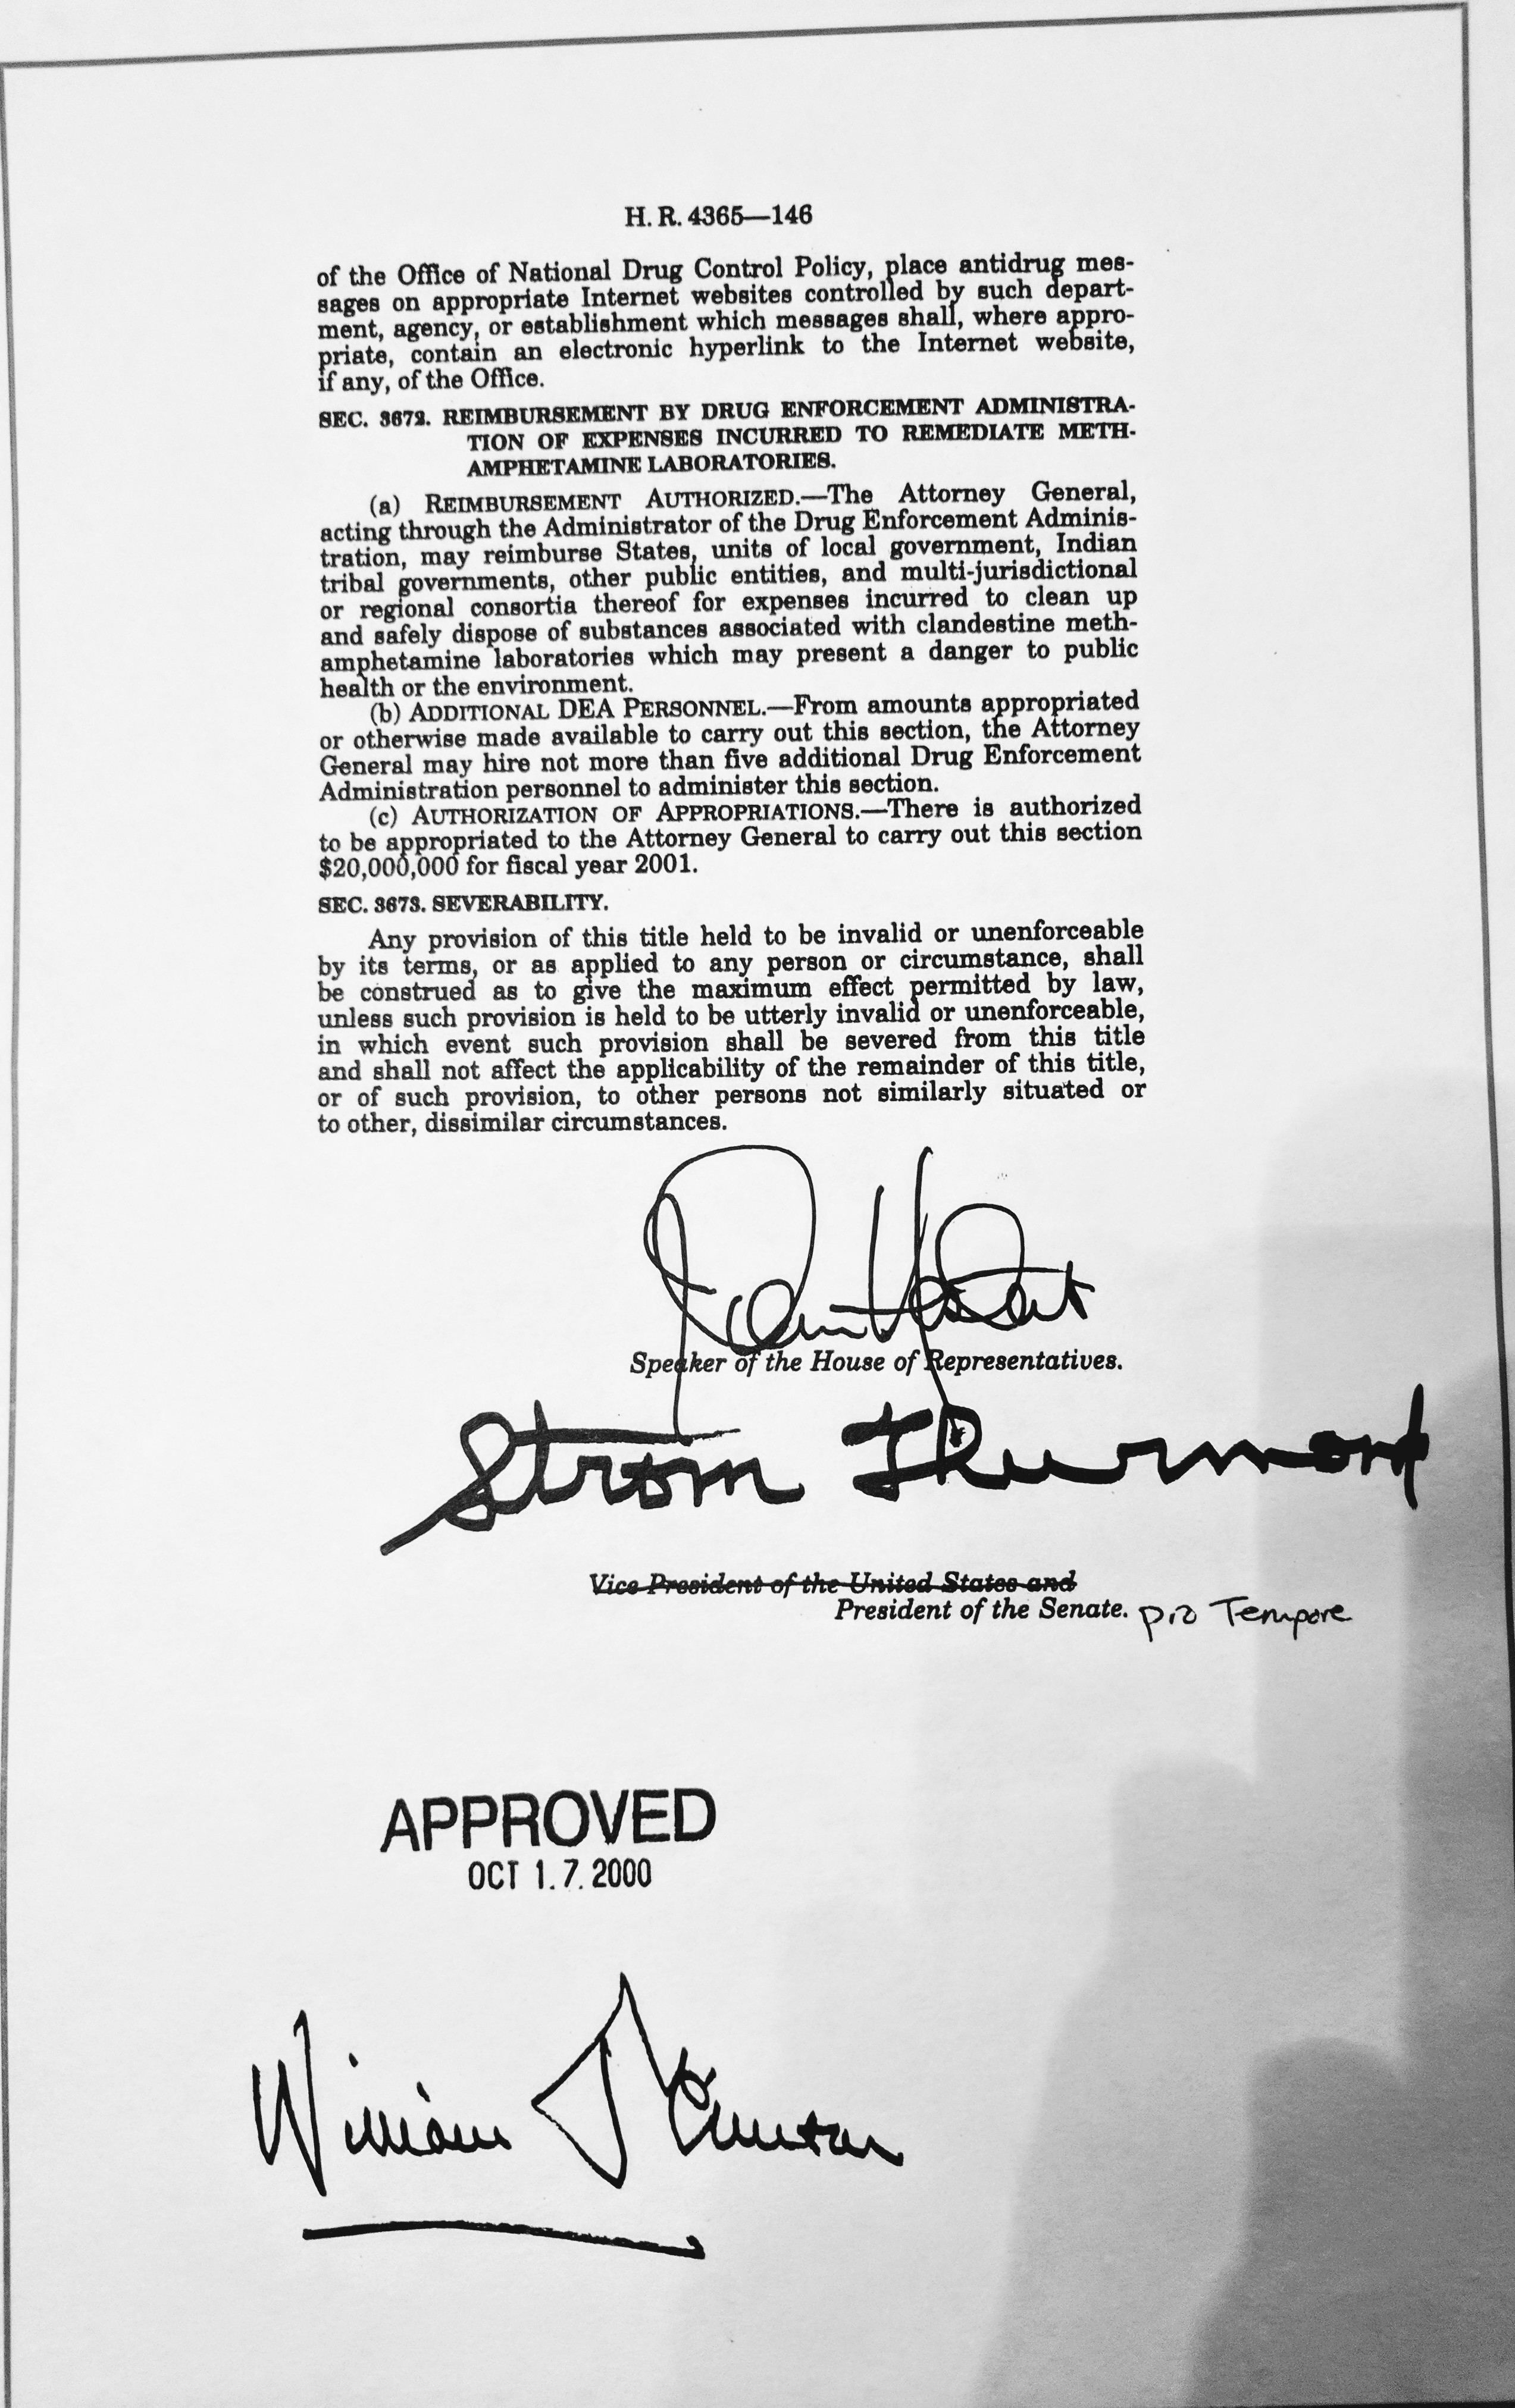 H. R. 4365—146
of the Office of National Drug Control Policy, place antidrug mes-
sages on appropriate Internet websites controlled by such depart-
ment, agency, or establishment which messages shall, where appro-
priate, contain an electronic hyperlink to the Internet website,
if any, of the Office.
SEC. 3672. REIMBURSEMENT BY DRUG ENFORCEMENT ADMINISTRA-
TION OF EXPENSES INCURRED TO REMEDIATE METH-
AMPHETAMINE LABORATORIES.
(a) REIMBURSEMENT AUTHORIZED.—The Attorney General,
acting through the Administrator of the Drug Enforcement Adminis-
tration, may reimburse States, units of local government, Indian
tribal governments, other public entities, and multi-jurisdictional
or regional consortia thereof for expenses incurred to clean up
and safely dispose of substances associated with clandestine meth-
amphetamine laboratories which may present a danger to public
health or the environment.
(b) ADDITIONAL DEA PERSONNEL.—From amounts appropriated
or otherwise made available to carry out this section, the Attorney
General may hire not more than five additional Drug Enforcement
Administration personnel to administer this section.
(c) AUTHORIZATION OF APPROPRIATIONS.—There is authorized
to be appropriated to the Attorney General to carry out this section
$20,000,000 for fiscal year 2001.
SEC. 3673. SEVERABILITY.
Any provision of this title held to be invalid or unenforceable
by its terms, or as applied to any person or circumstance, shall
be construed as to give the maximum effect permitted by law,
unless such provision is held to be utterly invalid or unenforceable,
in which event such provision shall be severed from this title
and shall not affect the applicability of the remainder of this title,
or of such provision, to other persons not similarly situated or
to other, dissimilar circumstances.
Speaker of the House of Representatives.
Strom Thurmond
Vice President of the United States and
President of the Senate. pro Tempore
APPROVED
OCT 1.7.2000
William J Clinton